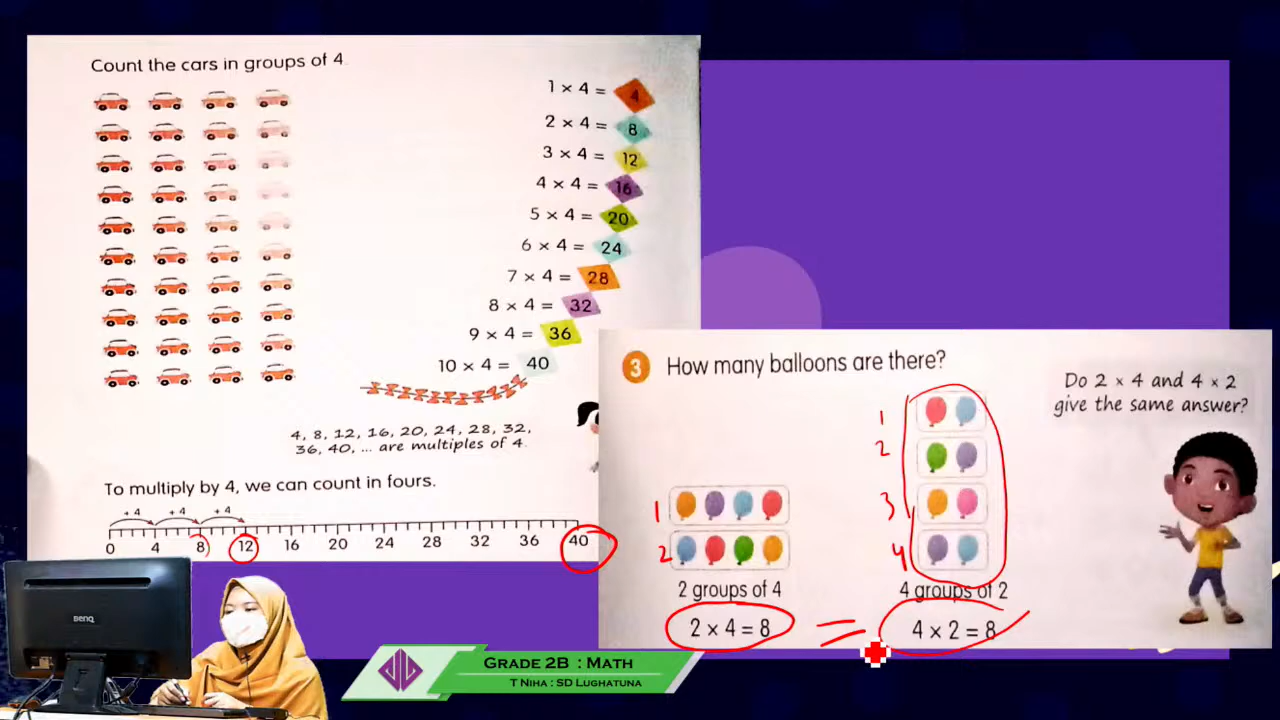 Count the cars in groups of 4.
1 × 4 = 4
2 × 4 = 8
3 × 4 = 12
4 × 4 = 16
5 × 4 = 20
6 × 4 = 24
7 × 4 = 28
8 × 4 = 32
9 × 4 = 36
10 × 4 = 40
4, 8, 12, 16, 20, 24, 28, 32,
36, 40, ... are multiples of 4.
To multiply by 4, we can count in fours.
+ 4 + 4 + 4
0 4 8 12 16 20 24 28 32 36 40
3 How many balloons are there?
Do 2 × 4 and 4 × 2
give the same answer?
1
2
2 groups of 4
2 × 4 = 8
=
1
2
3
4
4 groups of 2
4 × 2 = 8
BENQ
GRADE 2B : MATH
T NIHA : SD LUGHATUNA